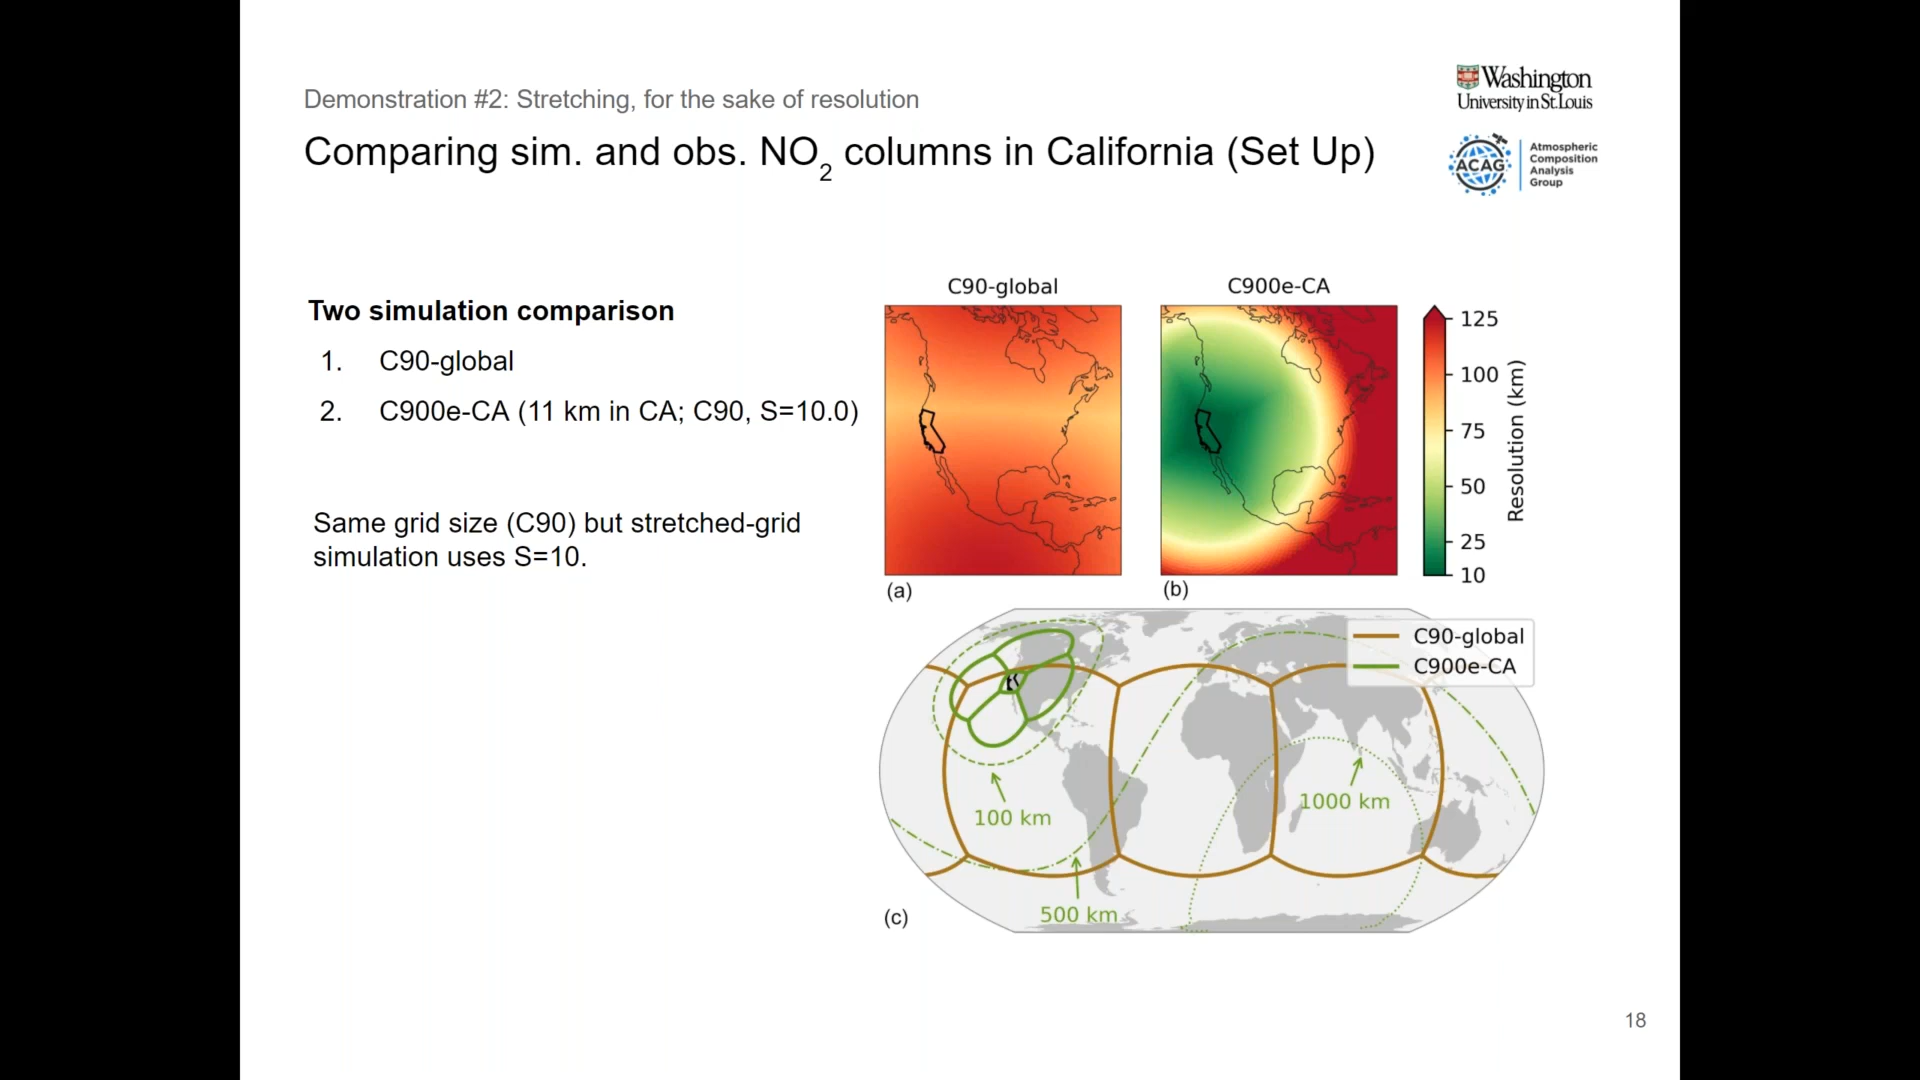 Demonstration #2: Stretching, for the sake of resolution
Comparing sim. and obs. NO2 columns in California (Set Up)
Washington
University in St. Louis
ACAG
Atmospheric
Composition
Analysis
Group
Two simulation comparison
1. C90-global
2. C900e-CA (11 km in CA; C90, S=10.0)
Same grid size (C90) but stretched-grid
simulation uses S=10.
C90-global
C900e-CA
125
100
75
50
25
10
Resolution (km)
(a)
(b)
C90-global
C900e-CA
100 km
1000 km
500 km
(c)
18